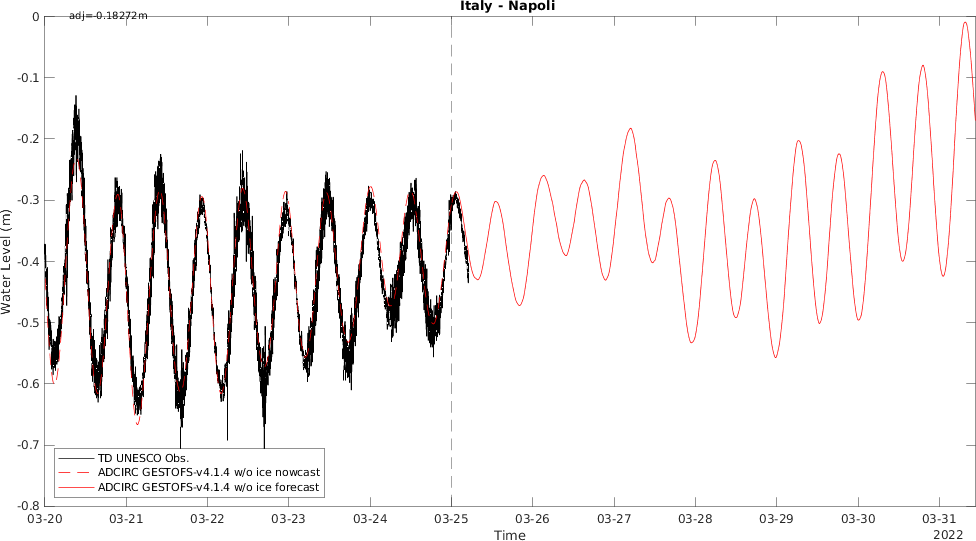 Italy - Napoli
adj=-0.18272m
0
-0.1
-0.2
-0.3
-0.4
-0.5
-0.6
-0.7
-0.8
Water Level (m)
TD UNESCO Obs.
ADCIRC GESTOFS-v4.1.4 w/o ice nowcast
ADCIRC GESTOFS-v4.1.4 w/o ice forecast
03-20 03-21 03-22 03-23 03-24 03-25 03-26 03-27 03-28 03-29 03-30 03-31
Time
2022